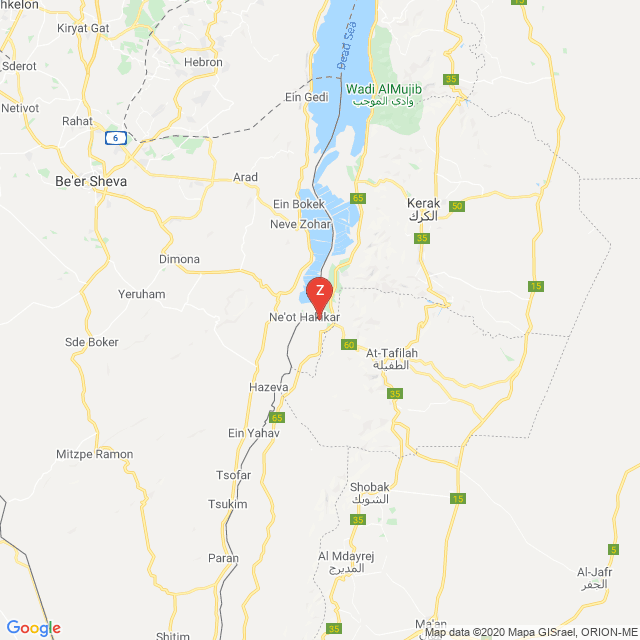 hkelon
Kiryat Gat
Sderot
Hebron
Dead Sea
15
35
Wadi AlMujib
وادي الموجب
Netivot
Rahat
Ein Gedi
6
Be'er Sheva
Arad
Ein Bokek
65
Kerak
الكرك
50
Neve Zohar
35
Dimona
Yeruham
15
Z
Ne'ot HaKikar
Sde Boker
60
At-Tafilah
الطفيلة
Hazeva
35
65
Ein Yahav
Mitzpe Ramon
Tsofar
Shobak
الشوبك
15
Tsukim
35
Paran
Al Mdayrej
المديرج
5
Al-Jafr
الجفر
Shitim
35
Ma'an
Google
Map data ©2020 Mapa GISrael, ORION-ME